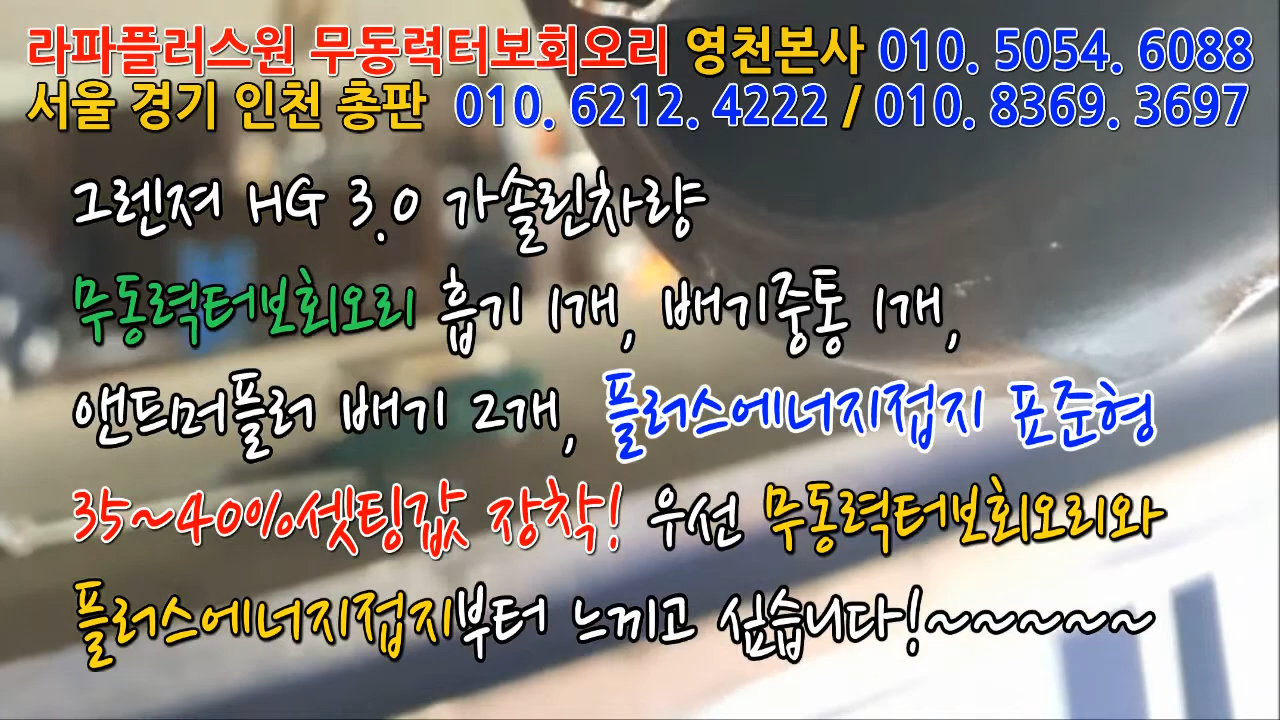 라파플러스원 무동력터보회오리 영천본사 010. 5054. 6088
서울 경기 인천 총판 010. 6212. 4222 / 010. 8369. 3697
그렌져 HG 3.0 가솔린차량
무동력터보회오리 흡기 1개, 배기중통 1개,
앤드머플러 배기 2개, 플러스에너지접지 표준형
35~40%셋팅값 장착! 우선 무동력터보회오리와
플러스에너지접지부터 느끼고 싶습니다!~~~~~